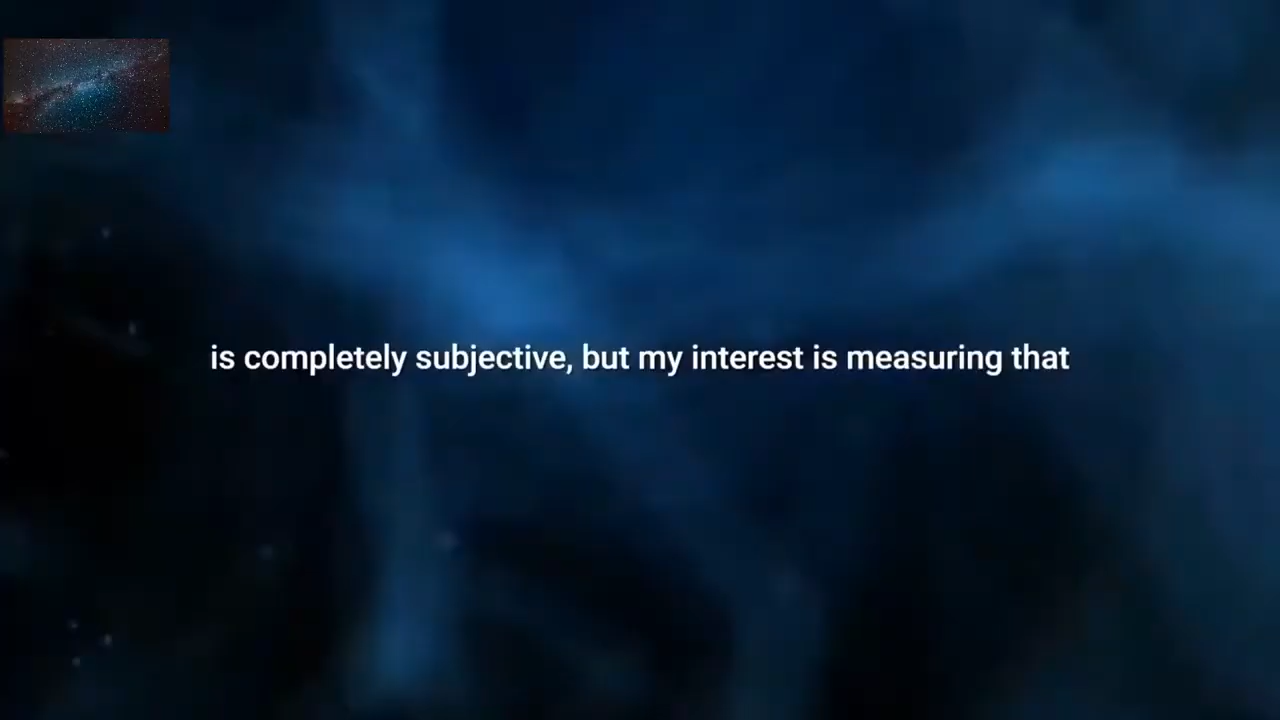 is completely subjective, but my interest is measuring that